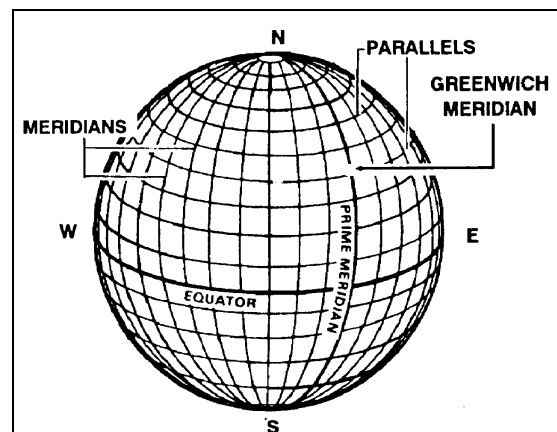 N
PARALLELS
GREENWICH
MERIDIAN
MERIDIANS
W
E
PRIME MERIDIAN
EQUATOR
S